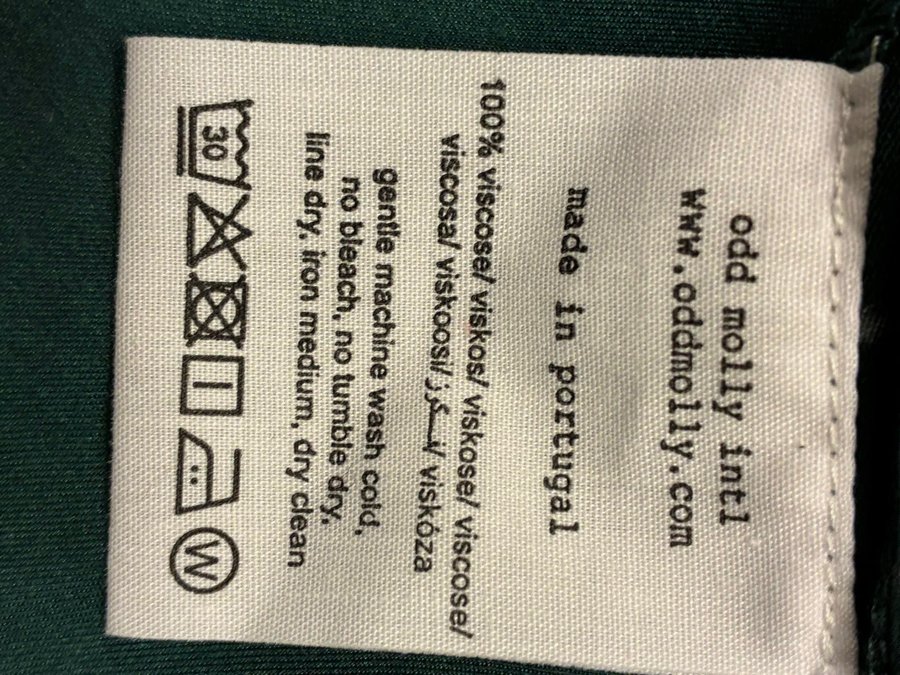 odd molly intl
www.oddmolly.com
made in portugal
100% viscose/ viskos/ viskose/ viscose/
viscosa/ viskoosi/ / viskóza
gentle machine wash cold,
no bleach, no tumble dry,
line dry, iron medium, dry clean
30 W